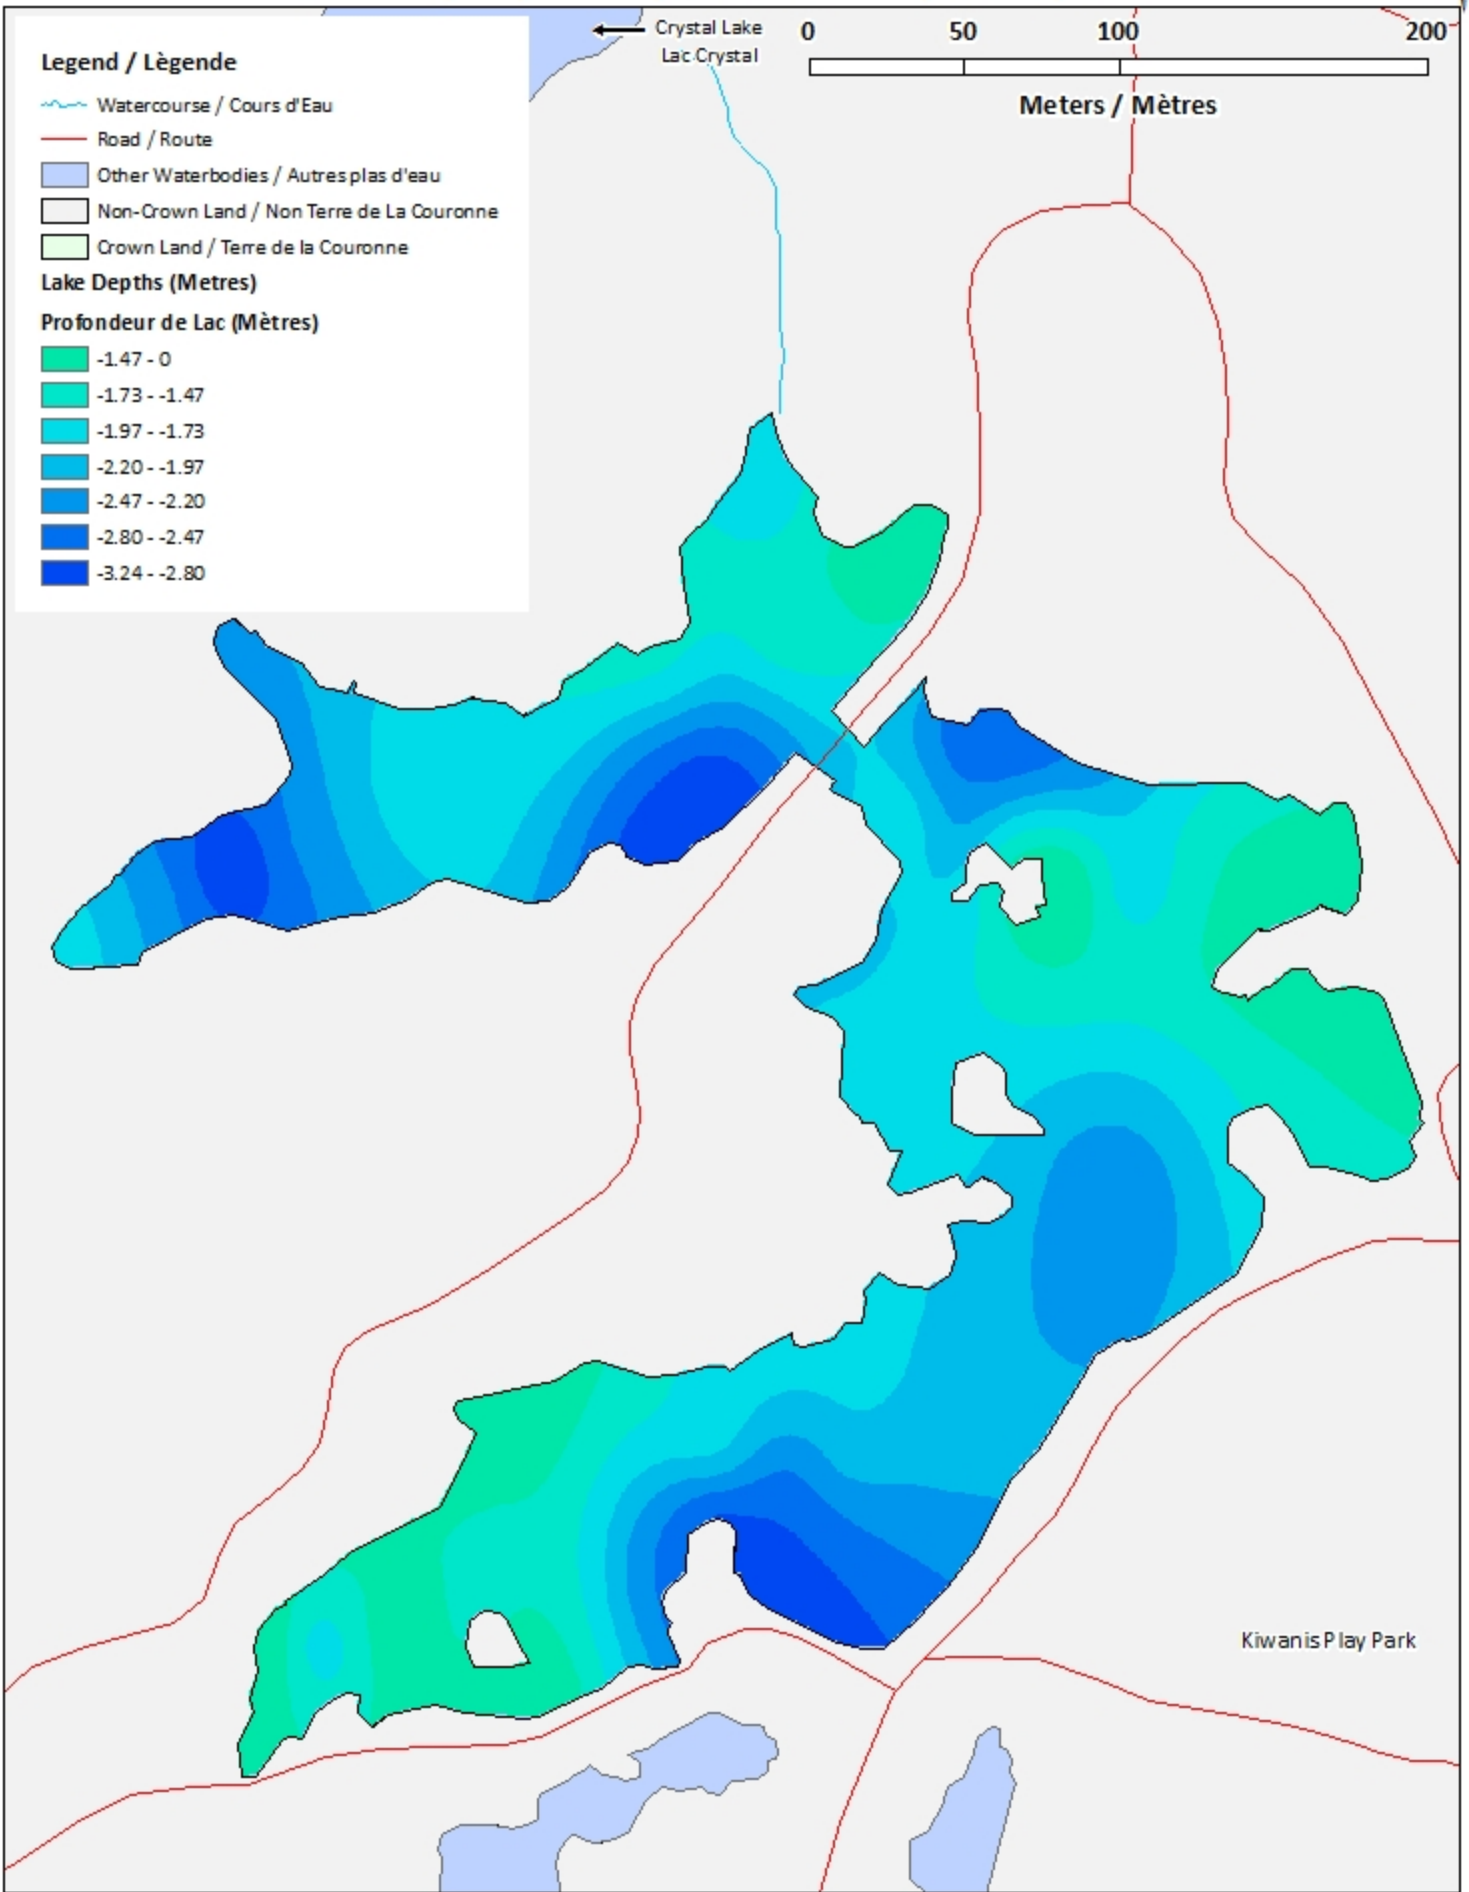 Crystal Lake
Lac Crystal
0 50 100 200
Meters / Mètres
Legend / Lègende
Watercourse / Cours d'Eau
Road / Route
Other Waterbodies / Autres plas d'eau
Non-Crown Land / Non Terre de La Couronne
Crown Land / Terre de la Couronne
Lake Depths (Metres)
Profondeur de Lac (Mètres)
-1.47 - 0
-1.73 - -1.47
-1.97 - -1.73
-2.20 - -1.97
-2.47 - -2.20
-2.80 - -2.47
-3.24 - -2.80
Kiwanis Play Park